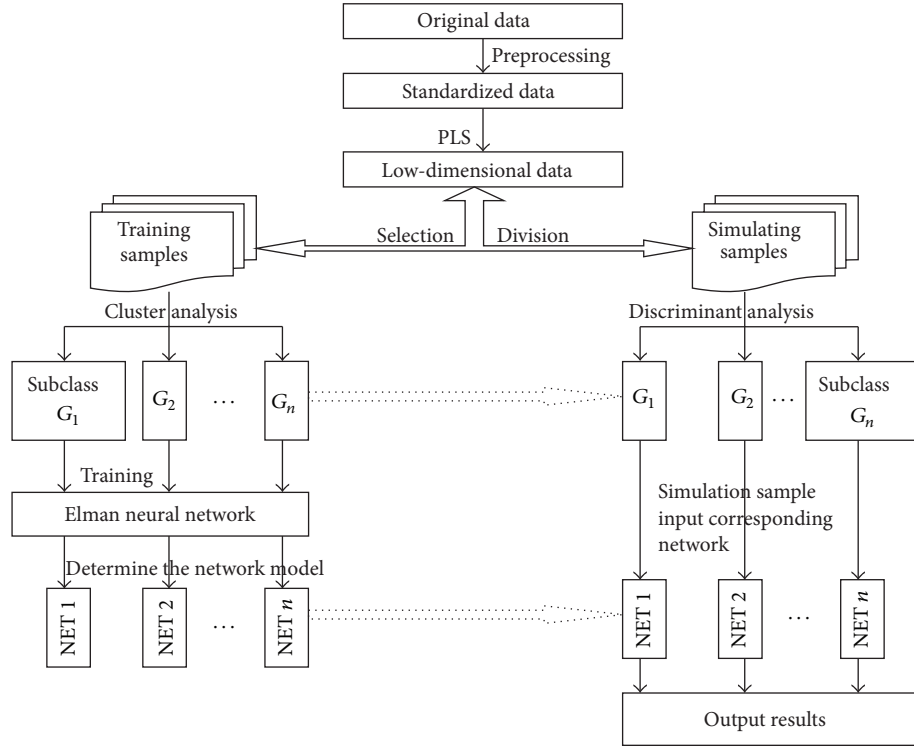 Original data
Preprocessing
Standardized data
PLS
Low-dimensional data
Training
samples
Selection
Division
Simulating
samples
Cluster analysis
Discriminant analysis
Subclass
G1
G2
...
Gn
G1
G2
...
Subclass
Gn
Training
Elman neural network
Simulation sample
input corresponding
network
Determine the network model
NET 1
NET 2
...
NET n
NET 1
NET 2
...
NET n
Output results